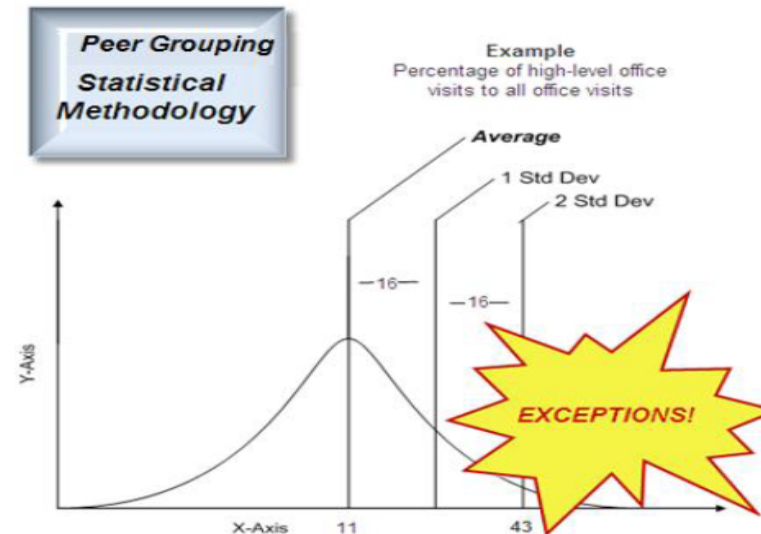 Peer Grouping
Statistical
Methodology
Example
Percentage of high-level office
visits to all office visits
Average
1 Std Dev
2 Std Dev
—16—
—16—
Y-Axis
EXCEPTIONS!
X-Axis 11 43